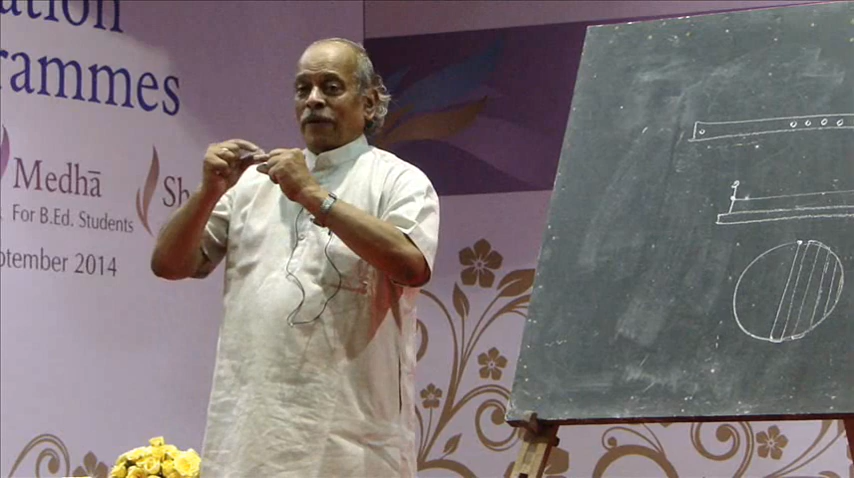 ation
rammes
Medhā
Sh
For B.Ed. Students
ptember 2014